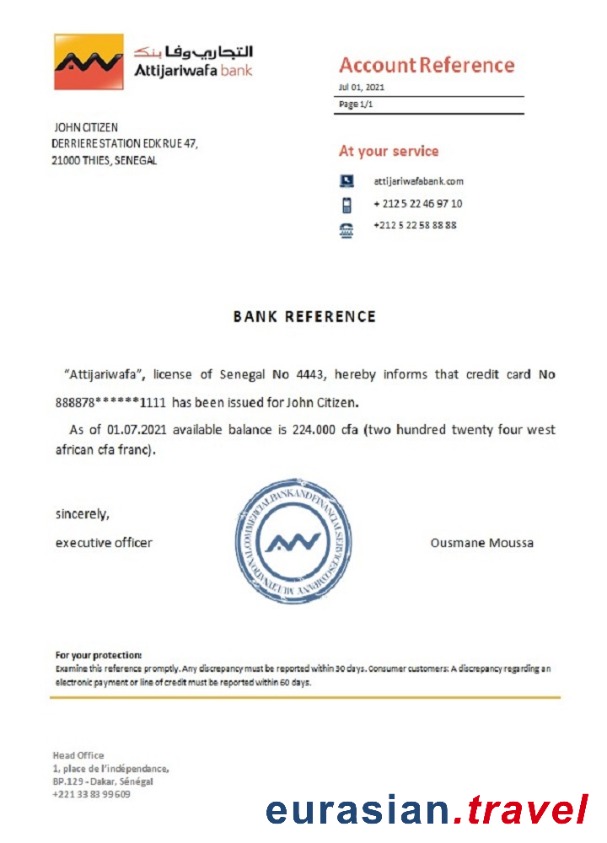 التجاري وفا بنك
Attijariwafa bank
Account Reference
Jul 01, 2021
Page 1/1
JOHN CITIZEN
DERRIERE STATION EDK RUE 47,
21000 THIES, SENEGAL
At your service
attijariwafabank.com
+ 212 5 22 46 97 10
+212 5 22 58 88 88
BANK REFERENCE
“Attijariwafa”, license of Senegal No 4443, hereby informs that credit card No
888878******1111 has been issued for John Citizen.
As of 01.07.2021 available balance is 224.000 cfa (two hundred twenty four west
african cfa franc).
sincerely,
executive officer
Ousmane Moussa
For your protection:
Examine this reference promptly. Any discrepancy must be reported within 30 days. Consumer customers: A discrepancy regarding an
electronic payment or line of credit must be reported within 60 days.
Head Office
1, place de l'indépendance,
BP.129 - Dakar, Sénégal
+221 33 83 99 609
eurasian.travel